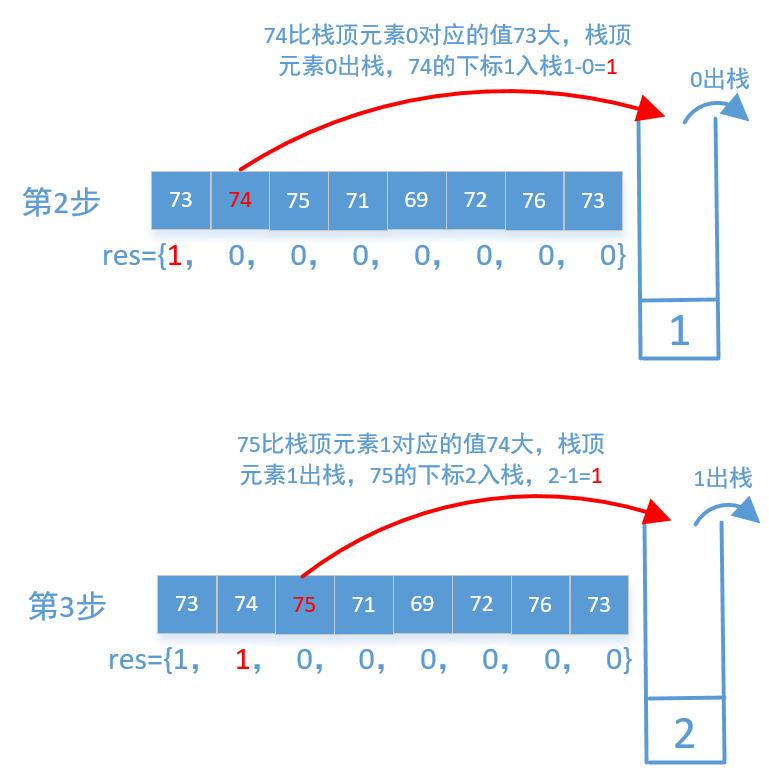 74比栈顶元素0对应的值73大，栈顶
元素0出栈，74的下标1入栈1-0=1
0出栈
第2步
73 74 75 71 69 72 76 73
res={1， 0， 0， 0， 0， 0， 0， 0}
1
75比栈顶元素1对应的值74大，栈顶
元素1出栈，75的下标2入栈，2-1=1
1出栈
第3步
73 74 75 71 69 72 76 73
res={1， 1， 0， 0， 0， 0， 0， 0}
2